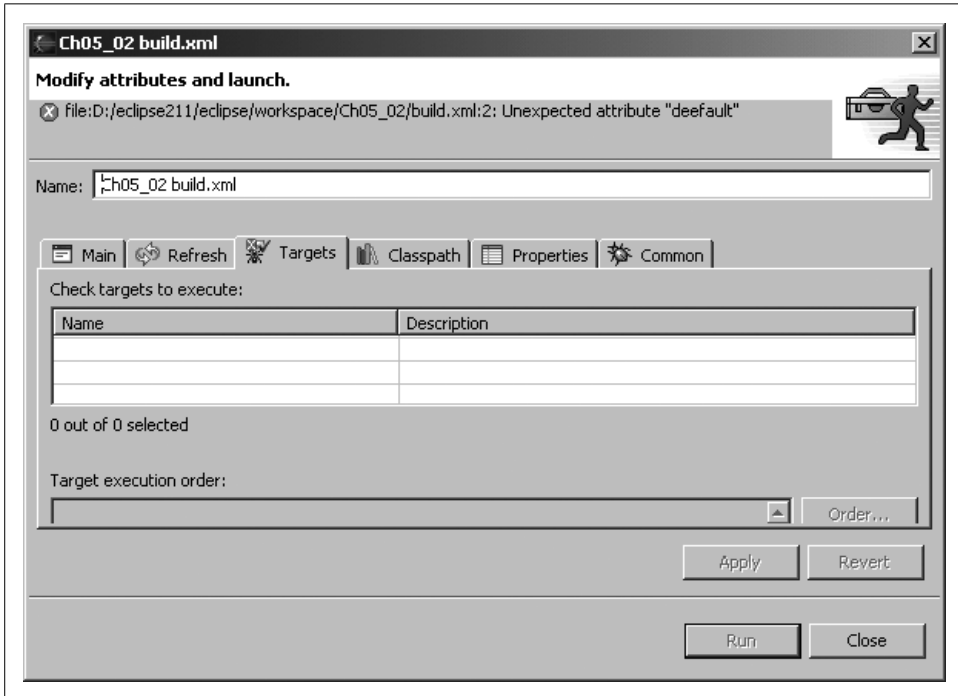 Ch05_02 build.xml
Modify attributes and launch.
file:D:/eclipse211/eclipse/workspace/Ch05_02/build.xml:2: Unexpected attribute "deefault"
Name: Ch05_02 build.xml
Main Refresh Targets Classpath Properties Common
Check targets to execute:
Name Description
0 out of 0 selected
Target execution order:
Order...
Apply Revert
Run Close